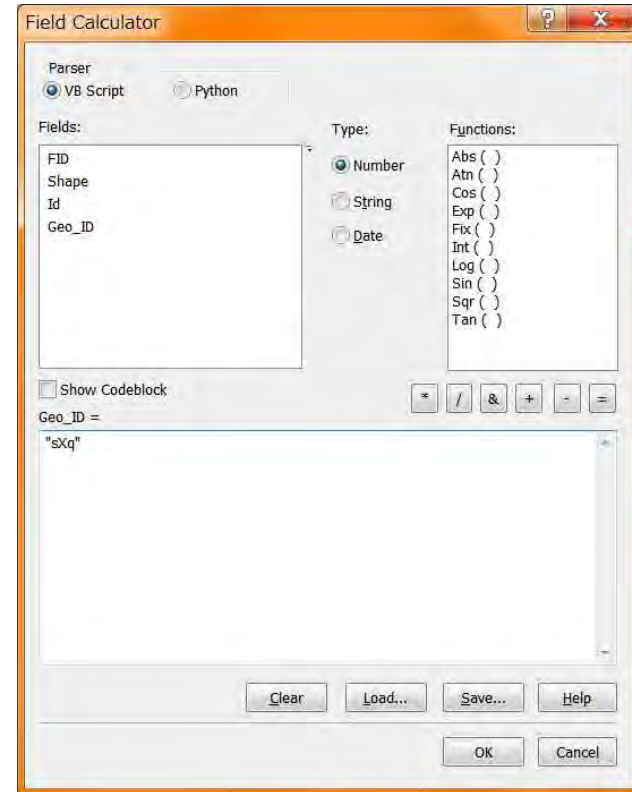 Field Calculator
Parser
VB Script Python
Fields:
FID
Shape
Id
Geo_ID
Type:
Number
String
Date
Functions:
Abs ( )
Atn ( )
Cos ( )
Exp ( )
Fix ( )
Int ( )
Log ( )
Sin ( )
Sqr ( )
Tan ( )
Show Codeblock
* / & + - =
Geo_ID =
"sXq"
Clear Load... Save... Help
OK Cancel